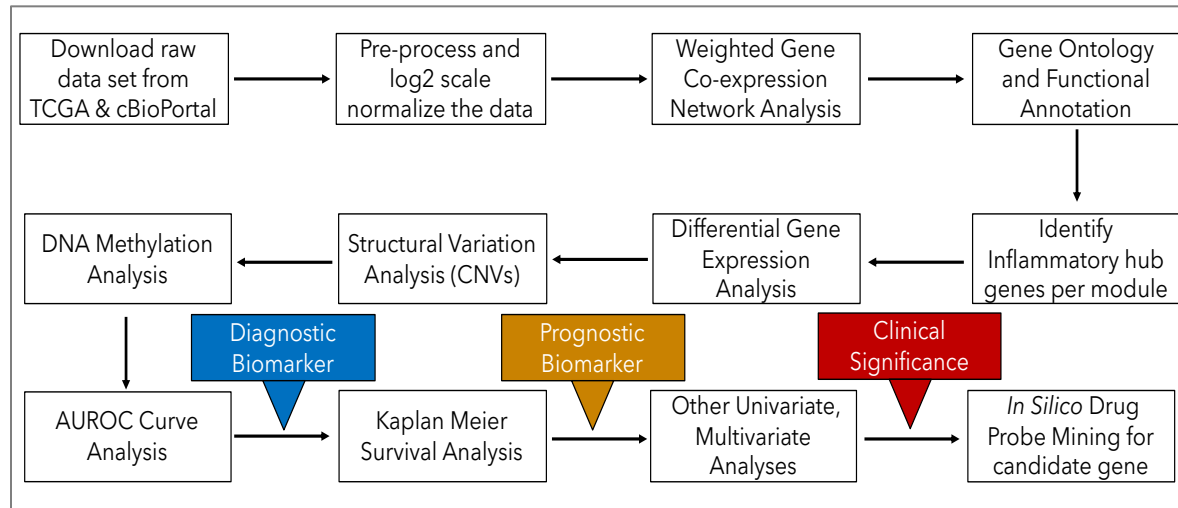 Download raw
data set from
TCGA & cBioPortal
Pre-process and
log2 scale
normalize the data
Weighted Gene
Co-expression
Network Analysis
Gene Ontology
and Functional
Annotation
DNA Methylation
Analysis
Structural Variation
Analysis (CNVs)
Differential Gene
Expression
Analysis
Identify
Inflammatory hub
genes per module
Diagnostic
Biomarker
Prognostic
Biomarker
Clinical
Significance
AUROC Curve
Analysis
Kaplan Meier
Survival Analysis
Other Univariate,
Multivariate
Analyses
In Silico Drug
Probe Mining for
candidate gene